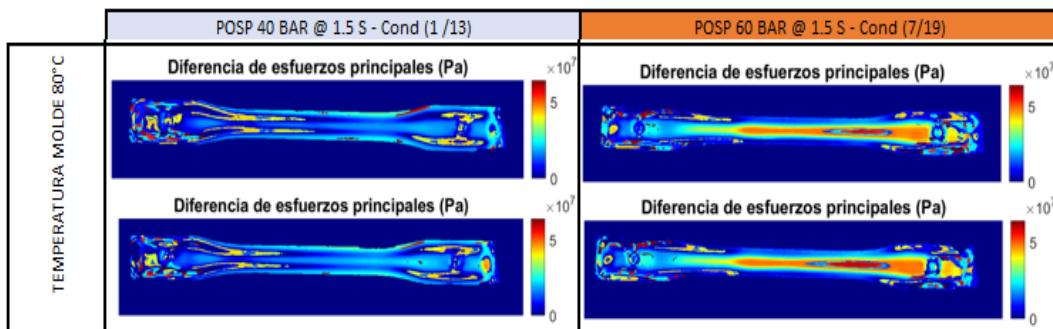 POSP 40 BAR @ 1.5 S - Cond (1 /13)
POSP 60 BAR @ 1.5 S - Cond (7/19)
TEMPERATURA MOLDE 80°C
Diferencia de esfuerzos principales (Pa)
×10⁷
5
0
Diferencia de esfuerzos principales (Pa)
×10⁷
5
0
Diferencia de esfuerzos principales (Pa)
×10⁷
5
0
Diferencia de esfuerzos principales (Pa)
×10⁷
5
0